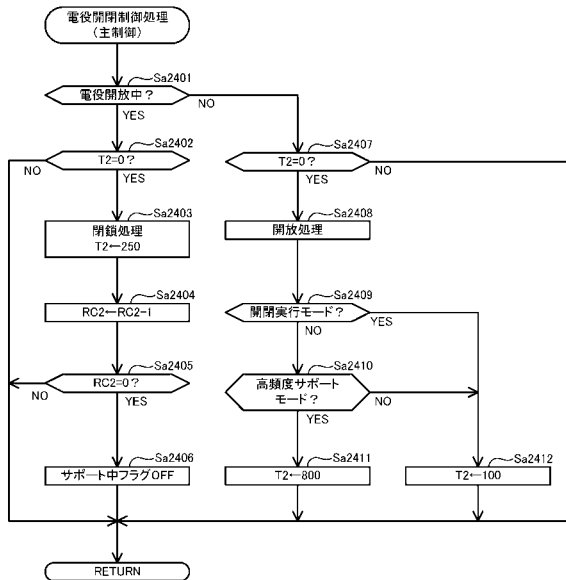 電役開閉制御処理
(主制御)
Sa2401
電役開放中？
NO
YES
Sa2402
T2=0？
NO
YES
Sa2407
T2=0？
NO
YES
Sa2403
閉鎖処理
T2←250
Sa2408
開放処理
Sa2404
RC2←RC2-1
Sa2409
開閉実行モード？
YES
NO
Sa2405
RC2=0？
NO
YES
Sa2410
高頻度サポート
モード？
NO
YES
Sa2406
サポート中フラグOFF
Sa2411
T2←800
Sa2412
T2←100
RETURN